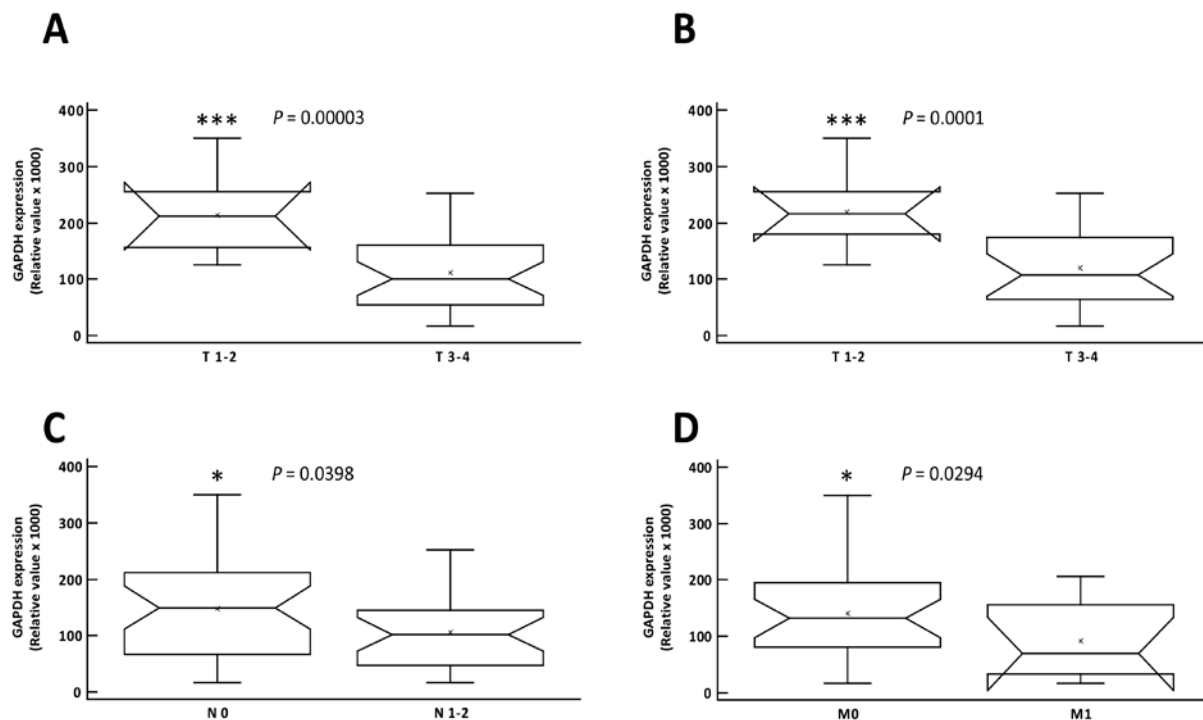 A
GAPDH expression
(Relative value x 1000)
400
300
200
100
0
*** P = 0.00003
T 1-2 T 3-4
B
GAPDH expression
(Relative value x 1000)
400
300
200
100
0
*** P = 0.0001
T 1-2 T 3-4
C
GAPDH expression
(Relative value x 1000)
400
300
200
100
0
* P = 0.0398
N 0 N 1-2
D
GAPDH expression
(Relative value x 1000)
400
300
200
100
0
* P = 0.0294
M0 M1